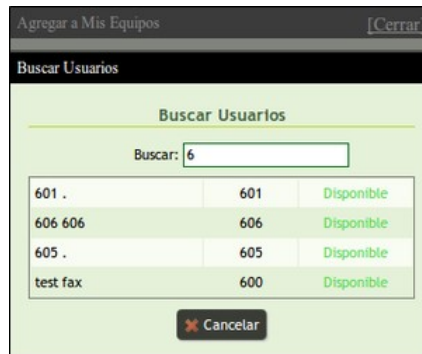 Agregar a Mis Equipos [Cerrar]
Buscar Usuarios
Buscar Usuarios
Buscar: 6
601 . 601 Disponible
606 606 606 Disponible
605 . 605 Disponible
test fax 600 Disponible
Cancelar